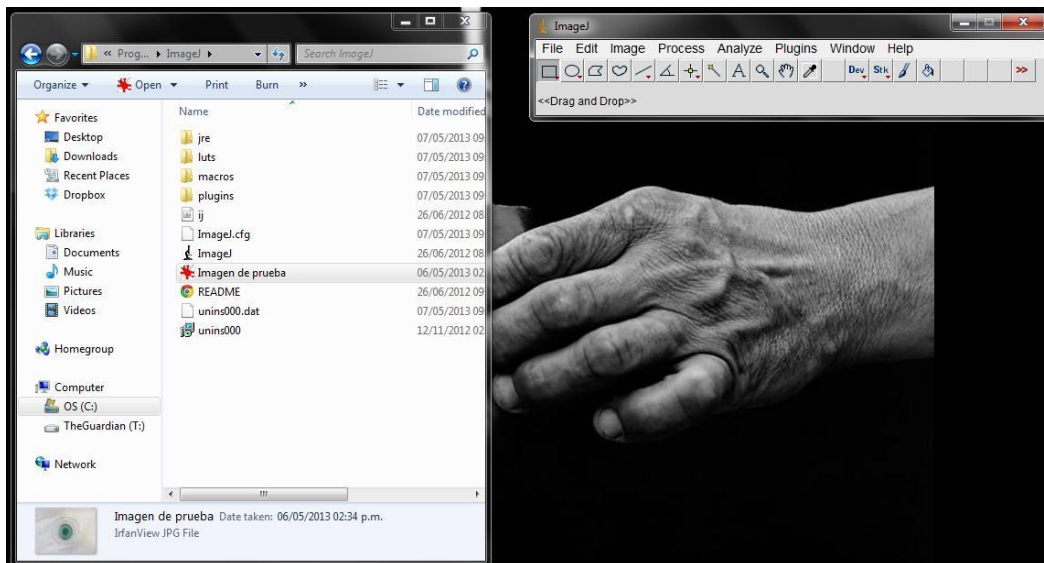 « Prog... ▸ ImageJ ▸
Search ImageJ
Organize ▾ Open ▾ Print Burn »
Favorites
Desktop
Downloads
Recent Places
Dropbox
Libraries
Documents
Music
Pictures
Videos
Homegroup
Computer
OS (C:)
TheGuardian (T:)
Network
Name Date modified
jre 07/05/2013 09
luts 07/05/2013 09
macros 07/05/2013 09
plugins 07/05/2013 09
ij 26/06/2012 08
ImageJ.cfg 07/05/2013 09
ImageJ 26/06/2012 08
Imagen de prueba 06/05/2013 02
README 26/06/2012 09
unins000.dat 07/05/2013 09
unins000 12/11/2012 02
Imagen de prueba Date taken: 06/05/2013 02:34 p.m.
IrfanView JPG File
ImageJ
File Edit Image Process Analyze Plugins Window Help
A Dev Stk >>
<<Drag and Drop>>